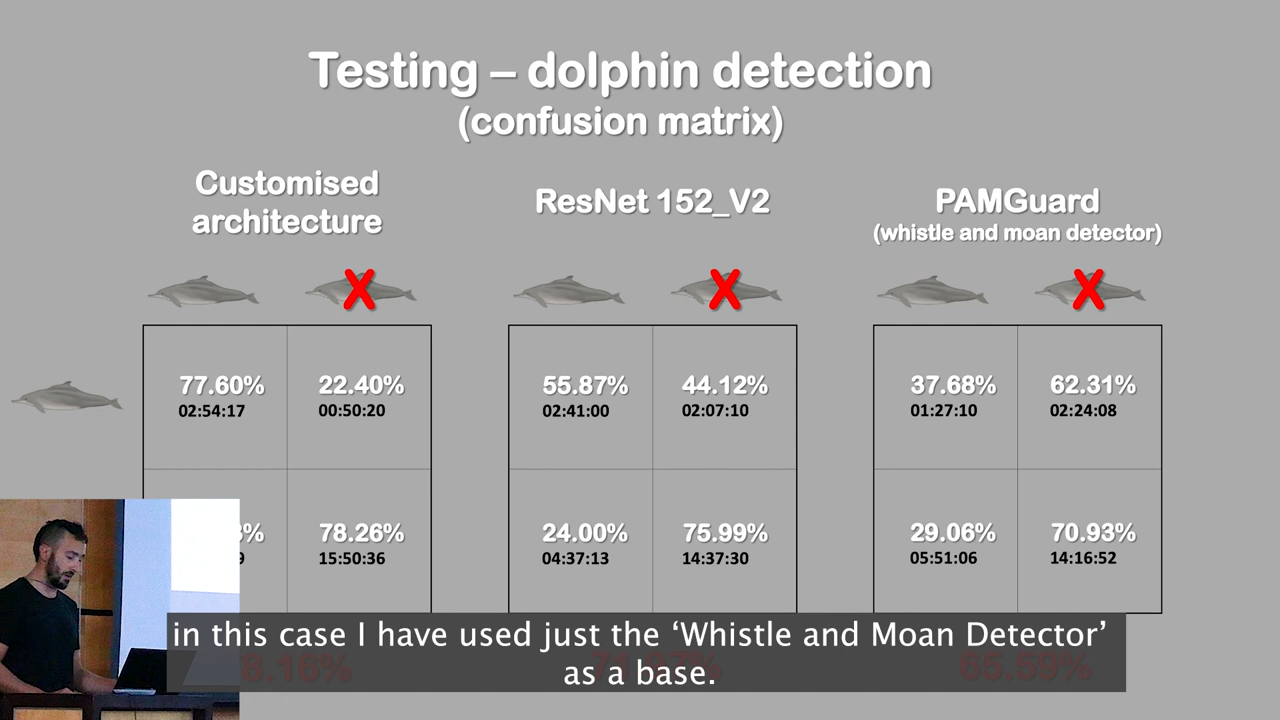 Testing – dolphin detection
(confusion matrix)
Customised
architecture
ResNet 152_V2
PAMGuard
(whistle and moan detector)
X
X
X
77.60%
22.40%
55.87%
44.12%
37.68%
62.31%
02:54:17
00:50:20
02:41:00
02:07:10
01:27:10
02:24:08
78.26%
24.00%
75.99%
29.06%
70.93%
15:50:36
04:37:13
14:37:30
05:51:06
14:16:52
in this case I have used just the ‘Whistle and Moan Detector’
as a base.